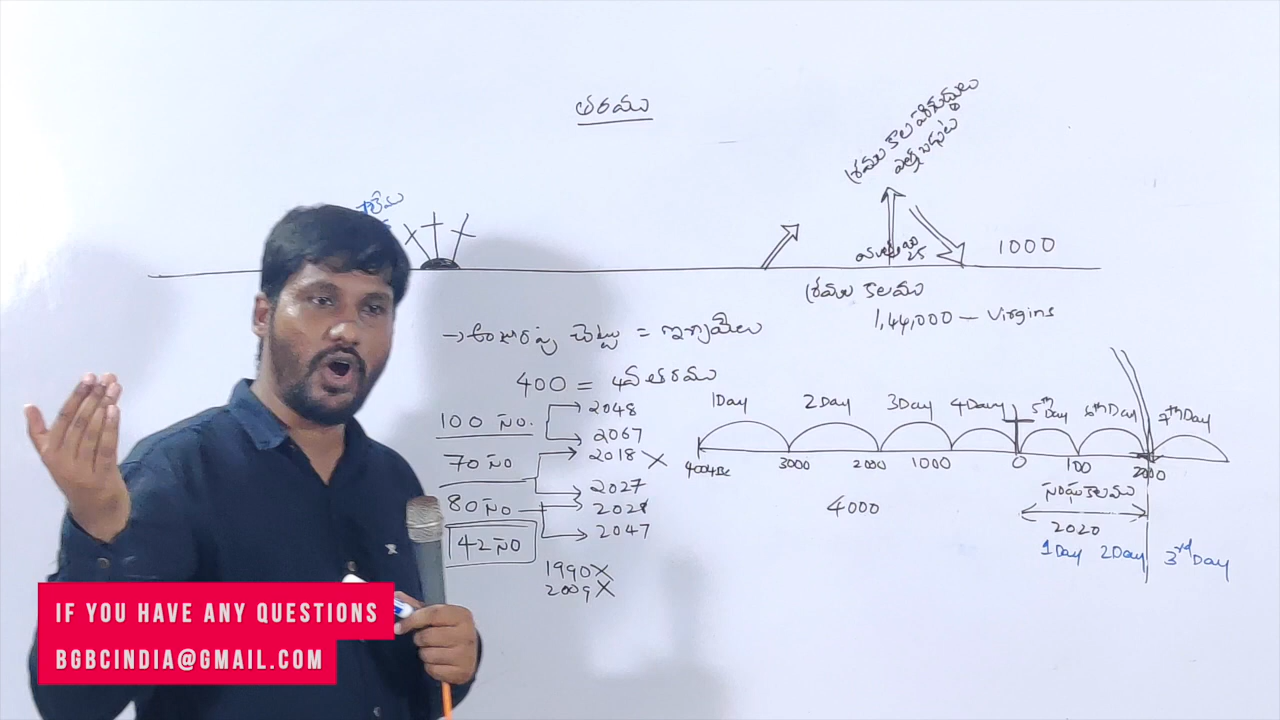 తరము
శ్రమల కాల పరిశుద్ధులు
ఎత్తబడుట
25
1000
శ్రమల కాలము
1,44,000 – Virgins
→ అంజూరపు చెట్టు = ఇశ్రాయేలు
400 = 4వ తరము
100 సం. 2048
2067
70 సం 2018 X
2027
80 సం 2028
2047
42 సం
1990 X
2009 X
1Day 2Day 3Day 4Day 5th Day 6th Day 7th Day
4004BC 3000 2000 1000 0 100 2000
4000
సంఘకాలము
2020
1Day 2Day 3rd Day
IF YOU HAVE ANY QUESTIONS
BGBCINDIA@GMAIL.COM